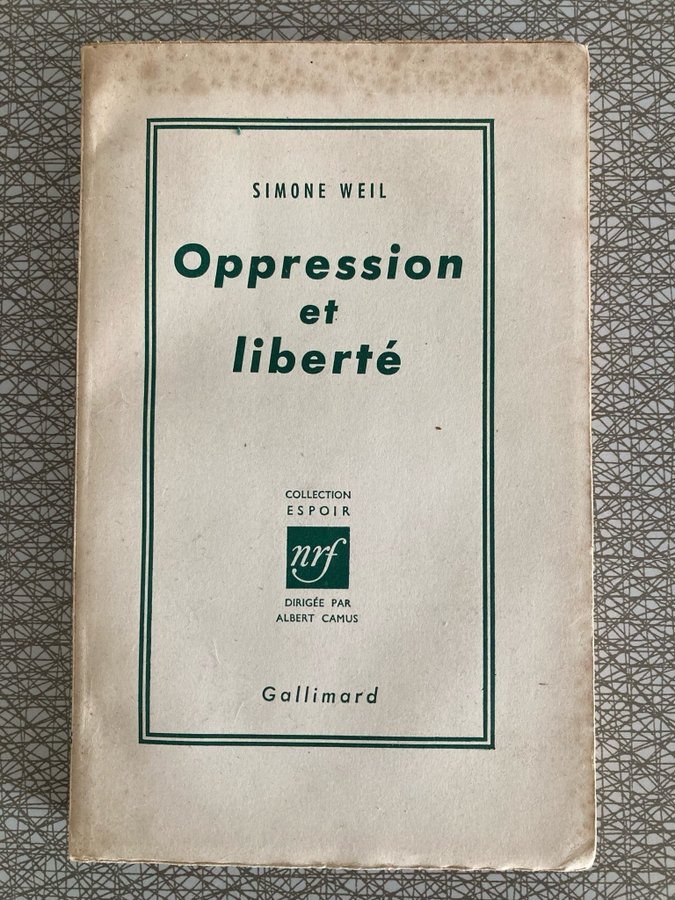 SIMONE WEIL
Oppression
et
liberté
COLLECTION
ESPOIR
nrf
DIRIGÉE PAR
ALBERT CAMUS
Gallimard